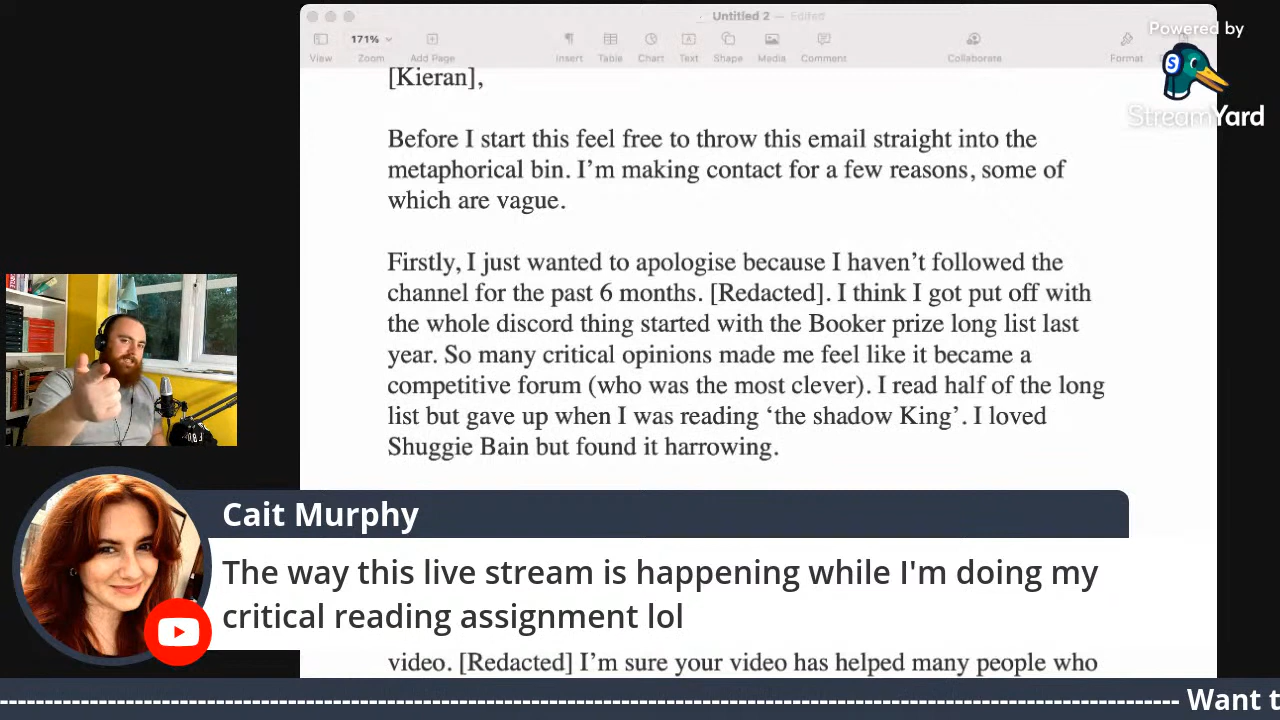 Untitled 2 — Edited
Powered by
171%
View
Zoom
Add Page
Insert
Table
Chart
Text
Shape
Media
Comment
Collaborate
Format
StreamYard
[Kieran],
Before I start this feel free to throw this email straight into the
metaphorical bin. I’m making contact for a few reasons, some of
which are vague.
Firstly, I just wanted to apologise because I haven’t followed the
channel for the past 6 months. [Redacted]. I think I got put off with
the whole discord thing started with the Booker prize long list last
year. So many critical opinions made me feel like it became a
competitive forum (who was the most clever). I read half of the long
list but gave up when I was reading ‘the shadow King’. I loved
Shuggie Bain but found it harrowing.
Cait Murphy
The way this live stream is happening while I'm doing my
critical reading assignment lol
video. [Redacted] I’m sure your video has helped many people who
Want t